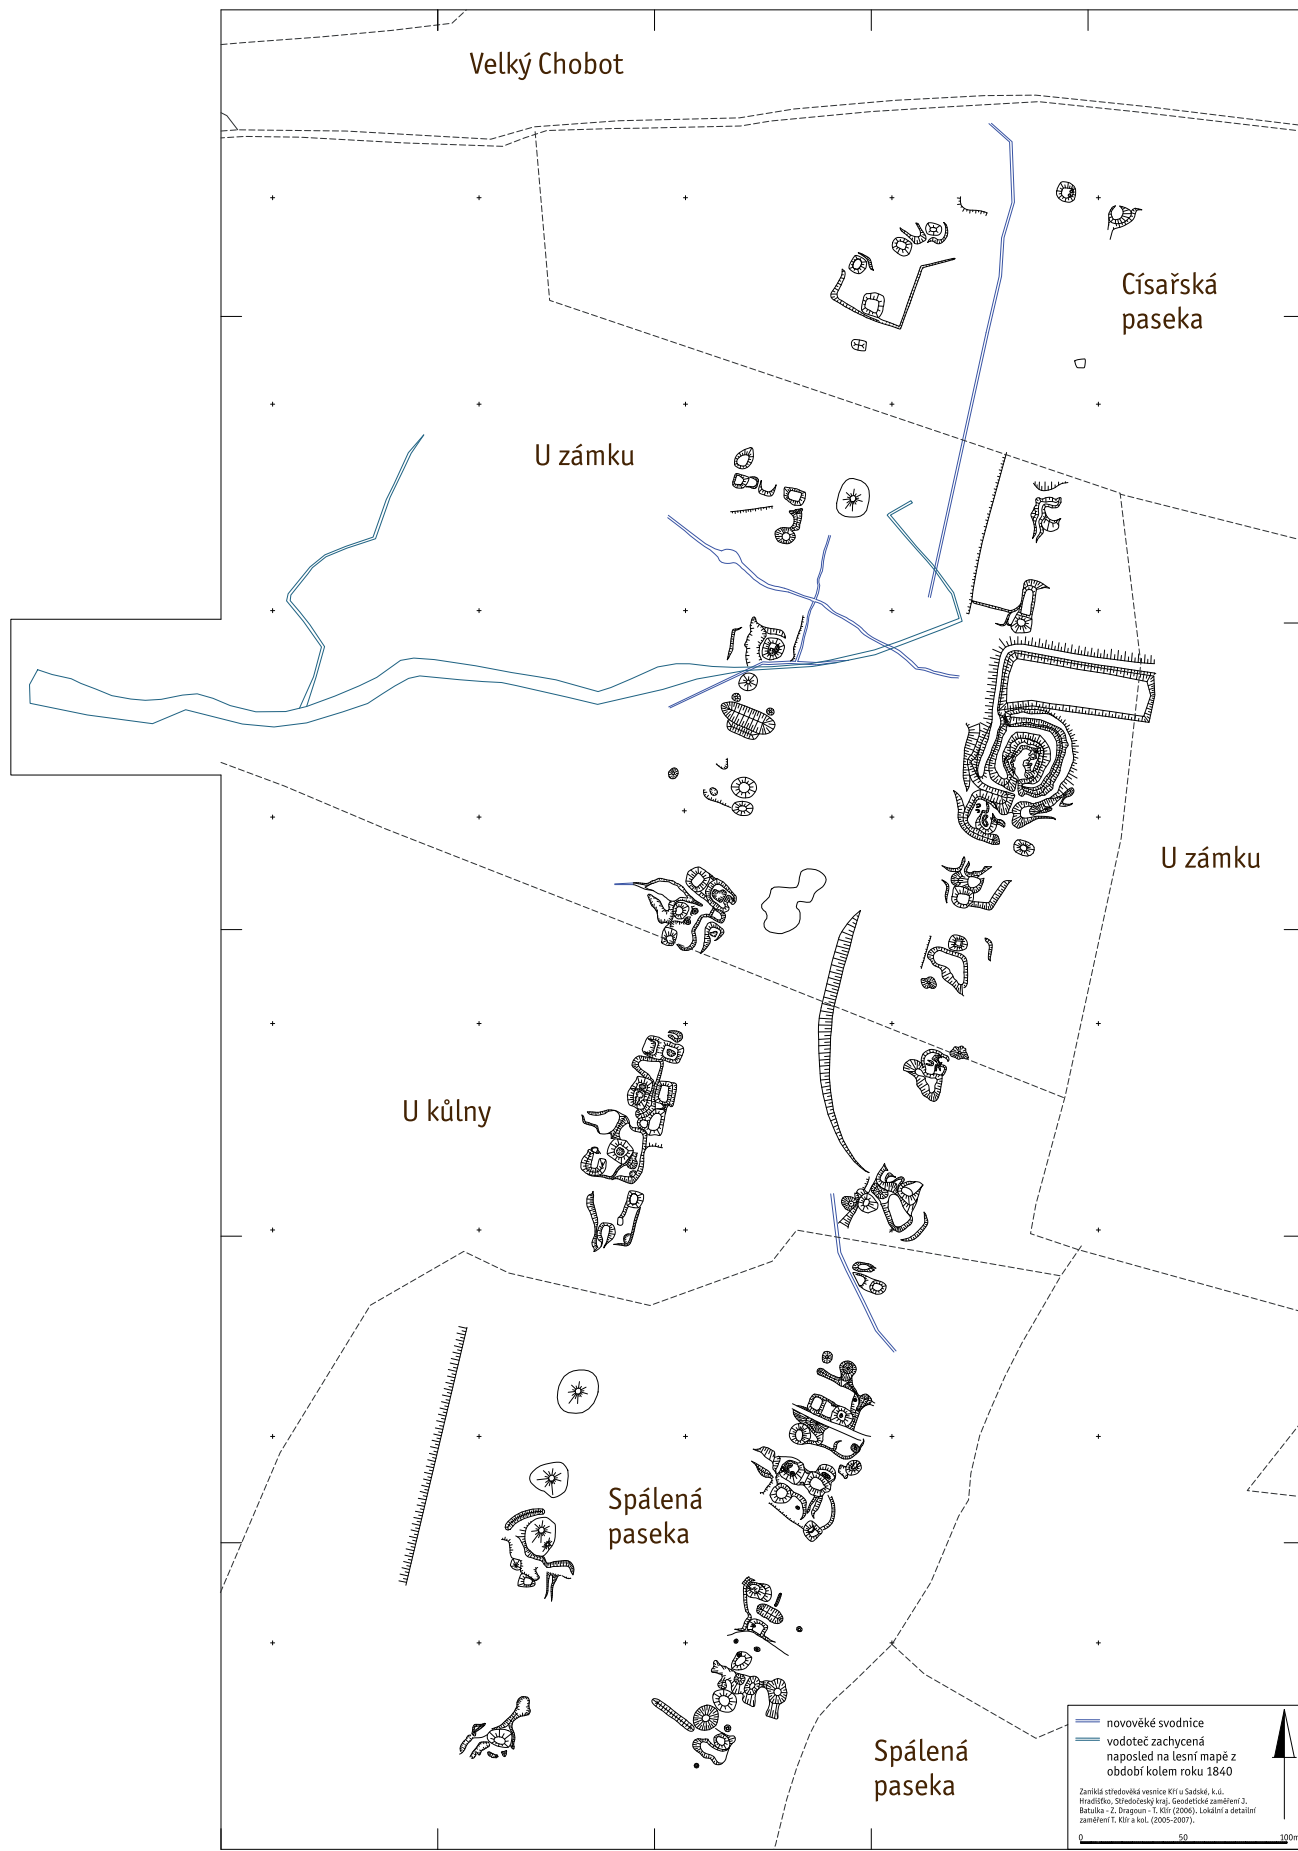 Velký Chobot
Císařská
paseka
U zámku
U zámku
U kůlny
Spálená
paseka
Spálená
paseka
novověké svodnice
vodoteč zachycená
naposled na lesní mapě z
období kolem roku 1840
Zaniklá středověká vesnice Kří u Sadské, k.ú.
Hradišťko, Středočeský kraj. Geodetické zaměření J.
Batulka - Z. Dragoun - T. Klír (2006). Lokální a detailní
zaměření T. Klír a kol. (2005-2007).
0 50 100m